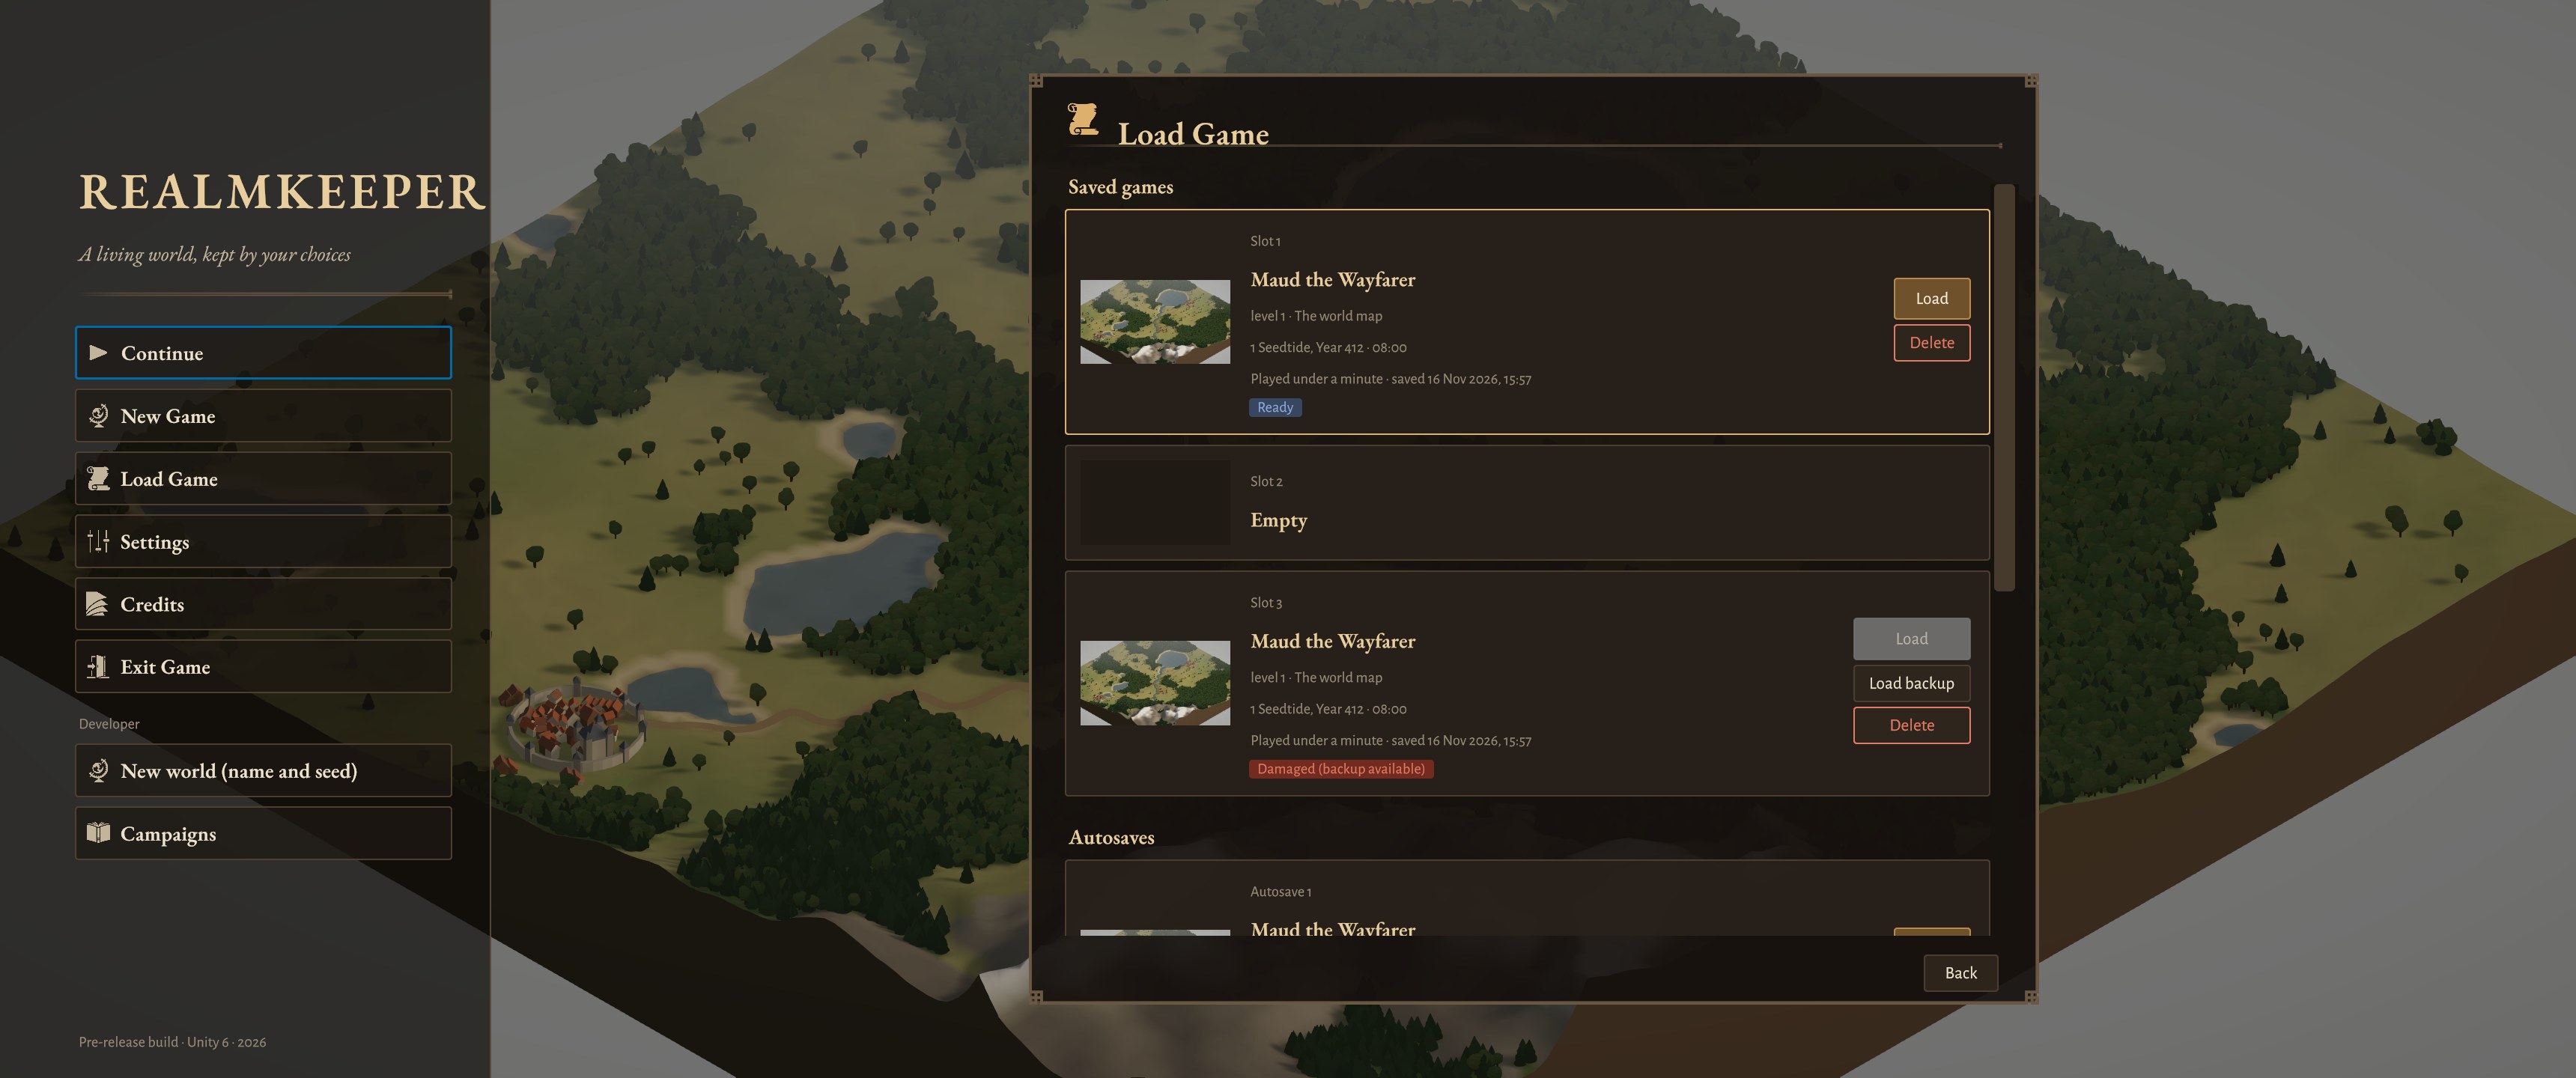 REALMKEEPER
A living world, kept by your choices
Continue
New Game
Load Game
Settings
Credits
Exit Game
Developer
New world (name and seed)
Campaigns
Pre-release build · Unity 6 · 2026
Load Game
Saved games
Slot 1
Maud the Wayfarer
level 1 · The world map
1 Seedtide, Year 412 · 08:00
Played under a minute · saved 16 Nov 2026, 15:57
Ready
Load
Delete
Slot 2
Empty
Slot 3
Maud the Wayfarer
level 1 · The world map
1 Seedtide, Year 412 · 08:00
Played under a minute · saved 16 Nov 2026, 15:57
Damaged (backup available)
Load
Load backup
Delete
Autosaves
Autosave 1
Maud the Wayfarer
Back